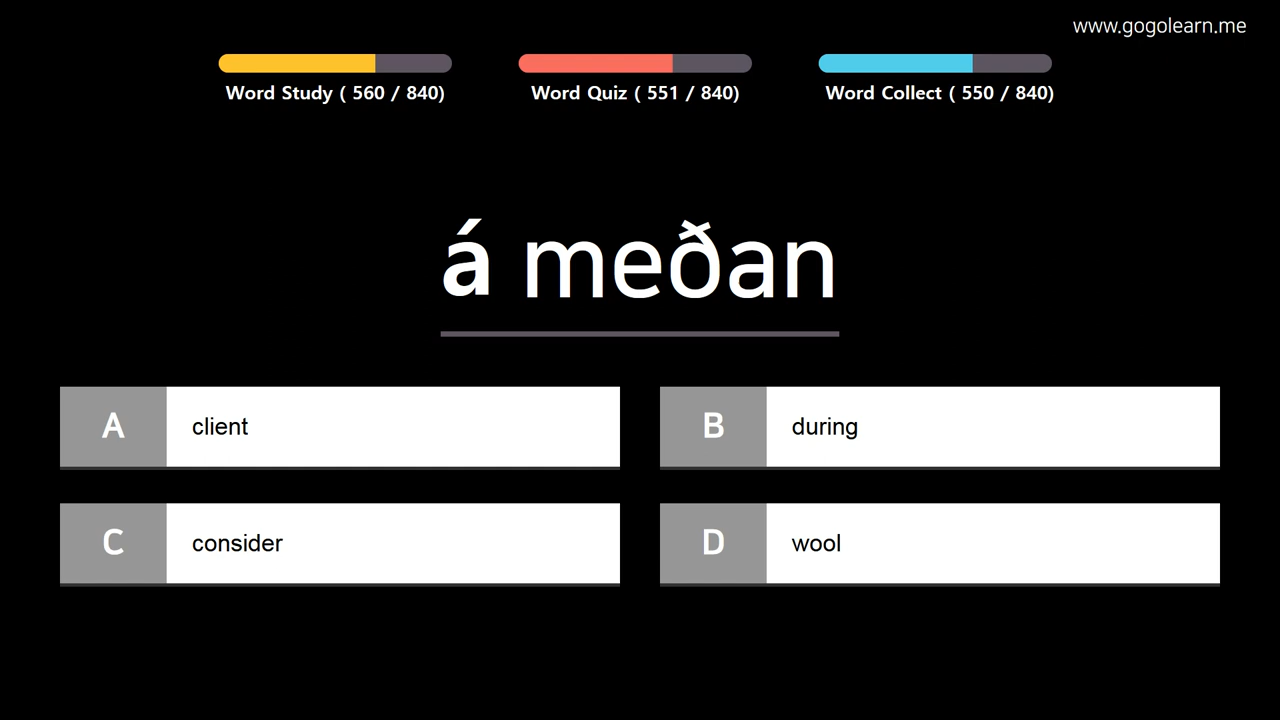 www.gogolearn.me
Word Study ( 560 / 840)
Word Quiz ( 551 / 840)
Word Collect ( 550 / 840)
á meðan
A client
B during
C consider
D wool